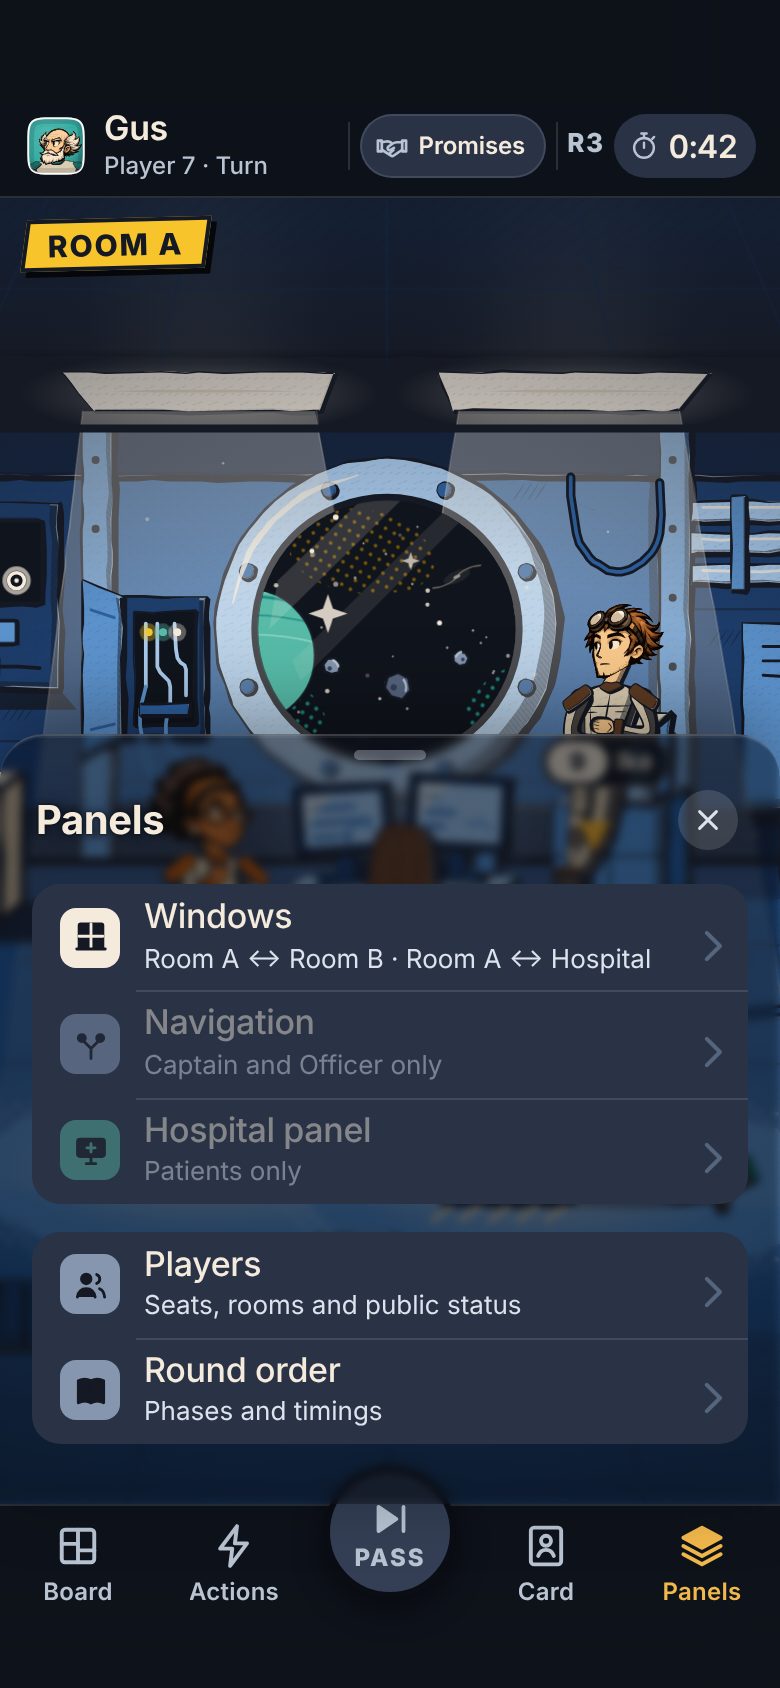 Gus
Player 7 · Turn
Promises
R3
0:42
ROOM A
Panels
Windows
Room A ↔ Room B · Room A ↔ Hospital
Navigation
Captain and Officer only
Hospital panel
Patients only
Players
Seats, rooms and public status
Round order
Phases and timings
Board
Actions
PASS
Card
Panels